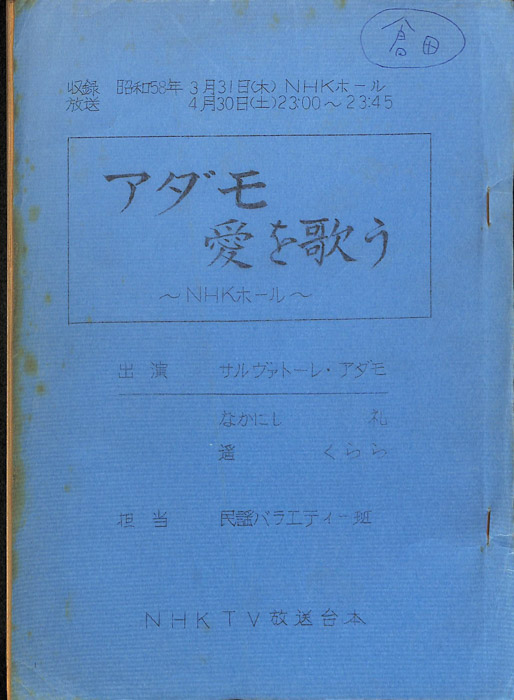 倉田
収録 昭和58年 3月31日(木) NHKホール
放送 4月30日(土)23:00～23:45
アダモ
愛を歌う
～NHKホール～
出演 サルヴァトーレ・アダモ
なかにし 礼
遥 くらら
担当 民謡バラエティー班
NHKTV放送台本